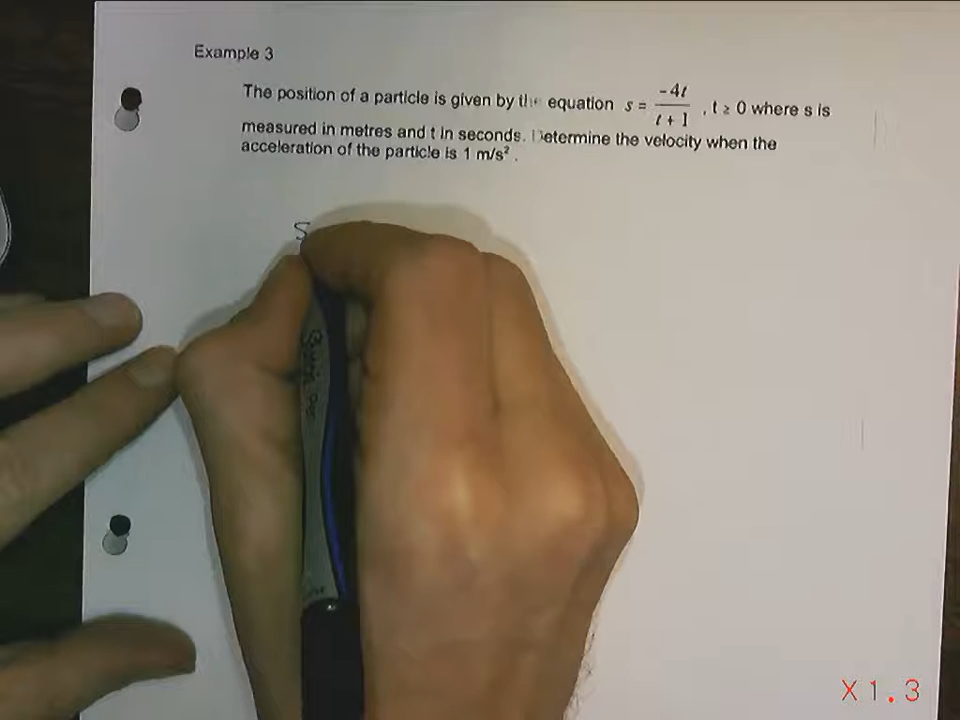 Example 3
The position of a particle is given by the equation s = -4t / t + 1 , t ≥ 0 where s is
measured in metres and t in seconds. Determine the velocity when the
acceleration of the particle is 1 m/s² .
S
X1.3